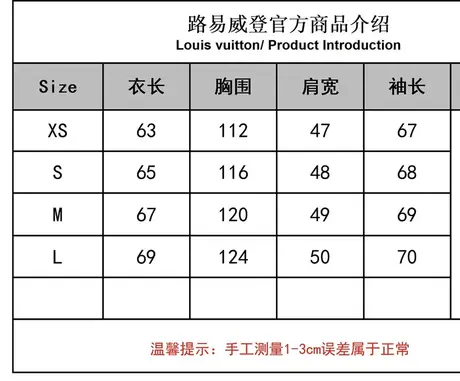 路易威登官方商品介绍
Louis vuitton/ Product Introduction
Size 衣长 胸围 肩宽 袖长
XS 63 112 47 67
S 65 116 48 68
M 67 120 49 69
L 69 124 50 70
温馨提示：手工测量1-3cm误差属于正常